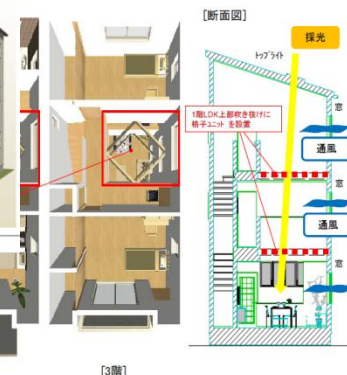 [断面図]
採光
トップライト
1階LDK上部吹き抜けに
格子ユニット を設置
窓
通風
窓
通風
窓
[3階]